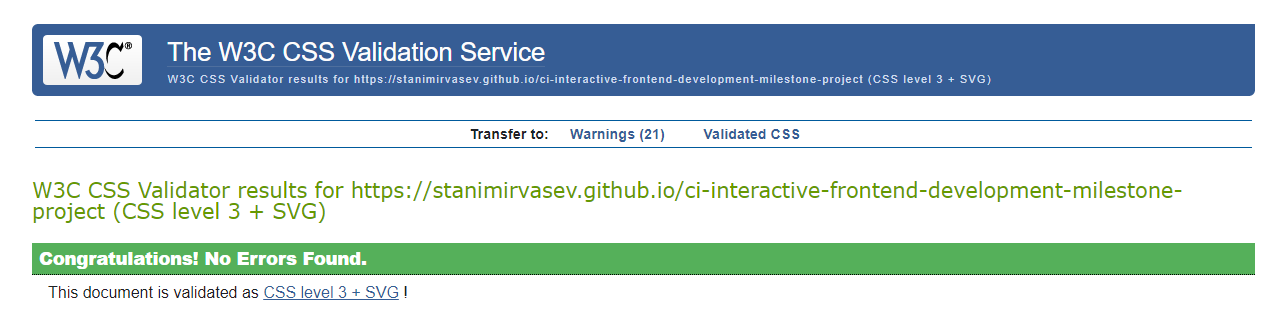 W3C®
The W3C CSS Validation Service
W3C CSS Validator results for https://stanimirvasev.github.io/ci-interactive-frontend-development-milestone-project (CSS level 3 + SVG)
Transfer to: Warnings (21) Validated CSS
W3C CSS Validator results for https://stanimirvasev.github.io/ci-interactive-frontend-development-milestone-
project (CSS level 3 + SVG)
Congratulations! No Errors Found.
This document is validated as CSS level 3 + SVG !